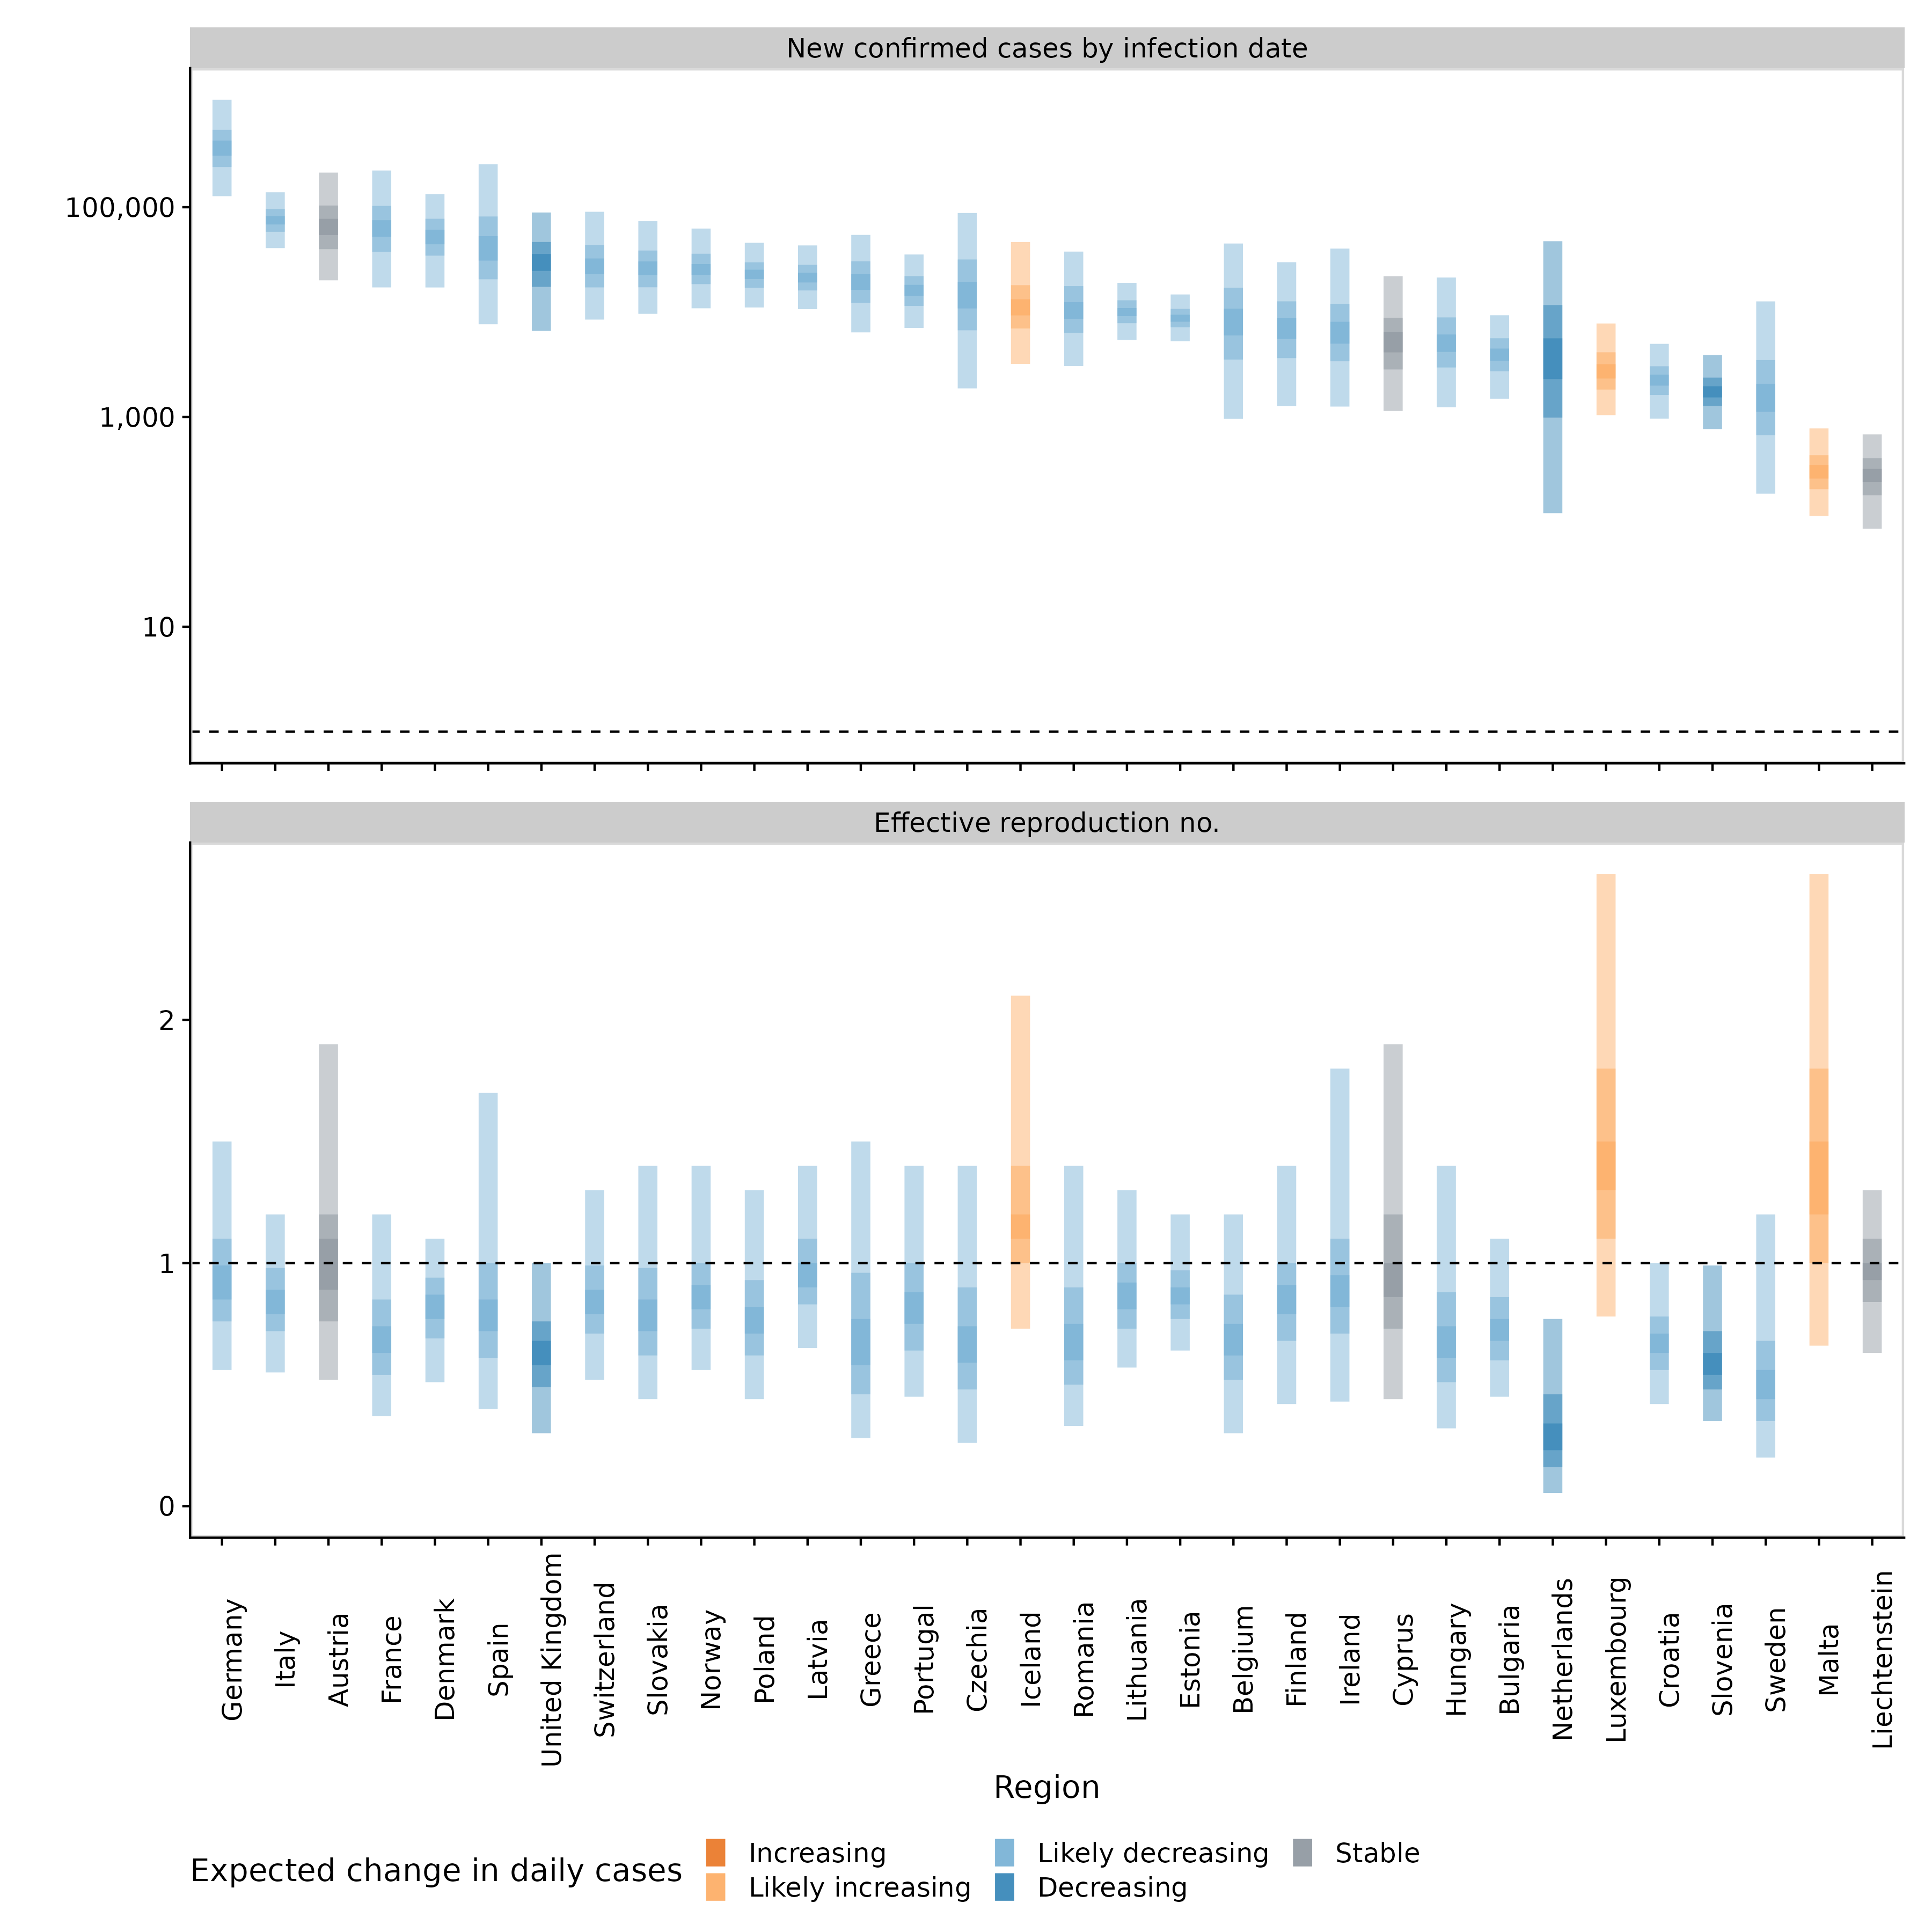 New confirmed cases by infection date
100,000
1,000
10
Effective reproduction no.
2
1
0
Germany
Italy
Austria
France
Denmark
Spain
United Kingdom
Switzerland
Slovakia
Norway
Poland
Latvia
Greece
Portugal
Czechia
Iceland
Romania
Lithuania
Estonia
Belgium
Finland
Ireland
Cyprus
Hungary
Bulgaria
Netherlands
Luxembourg
Croatia
Slovenia
Sweden
Malta
Liechtenstein
Region
Expected change in daily cases
Increasing
Likely increasing
Likely decreasing
Decreasing
Stable